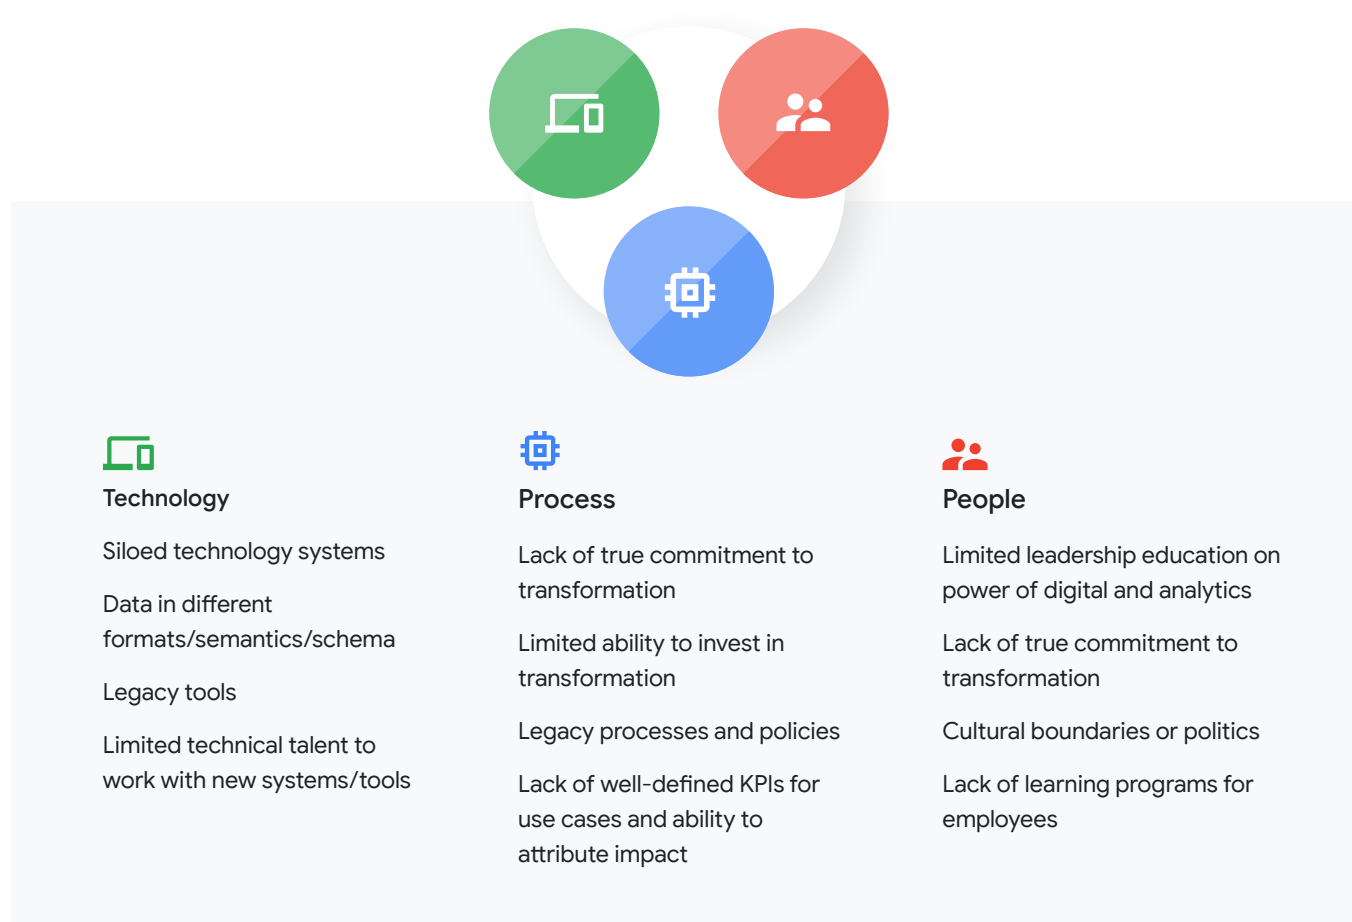 Technology
Siloed technology systems
Data in different
formats/semantics/schema
Legacy tools
Limited technical talent to
work with new systems/tools
Process
Lack of true commitment to
transformation
Limited ability to invest in
transformation
Legacy processes and policies
Lack of well-defined KPIs for
use cases and ability to
attribute impact
People
Limited leadership education on
power of digital and analytics
Lack of true commitment to
transformation
Cultural boundaries or politics
Lack of learning programs for
employees